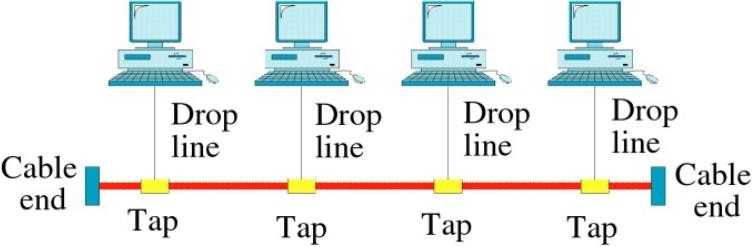 Drop
line
Drop
line
Drop
line
Drop
line
Cable
end
Cable
end
Tap
Tap
Tap
Tap